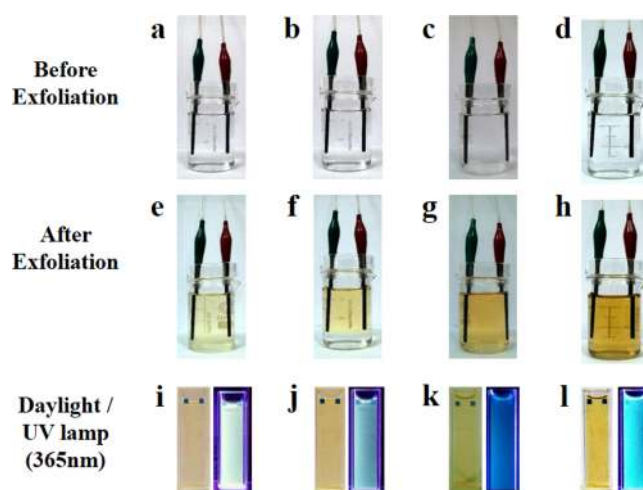 a b c d
Before
Exfoliation
e f g h
After
Exfoliation
i j k l
Daylight /
UV lamp
(365nm)